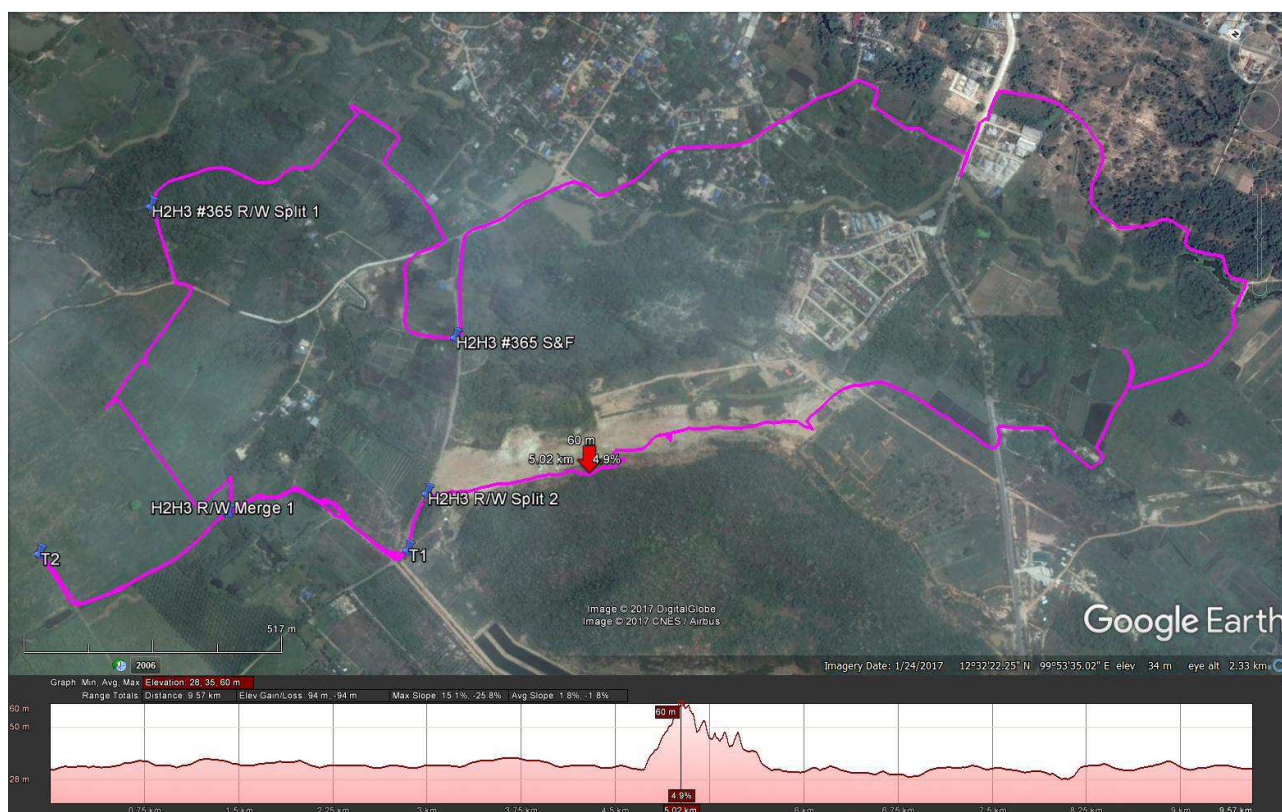 H2H3 #365 R/W Split 1
H2H3 #365 S&F
60 m
5.02 km 4.9%
H2H3 R/W Split 2
H2H3 R/W Merge 1
T1
T2
Image © 2017 DigitalGlobe
Image © 2017 CNES / Airbus
Google Earth
517 m
2006
Imagery Date: 1/24/2017 12°32'22.25" N 99°53'35.02" E elev 34 m eye alt 2.33 km
Graph: Min, Avg, Max Elevation: 28, 35, 60 m
Range Totals: Distance: 9.57 km Elev Gain/Loss: 94 m, -94 m Max Slope: 15.1%, -25.8% Avg Slope: 1.8%, -1.8%
60 m
60 m
50 m
28 m
4.9%
0.75 km 1.5 km 2.25 km 3 km 3.75 km 4.5 km 5.02 km 6 km 6.75 km 7.5 km 8.25 km 9 km 9.57 km
N